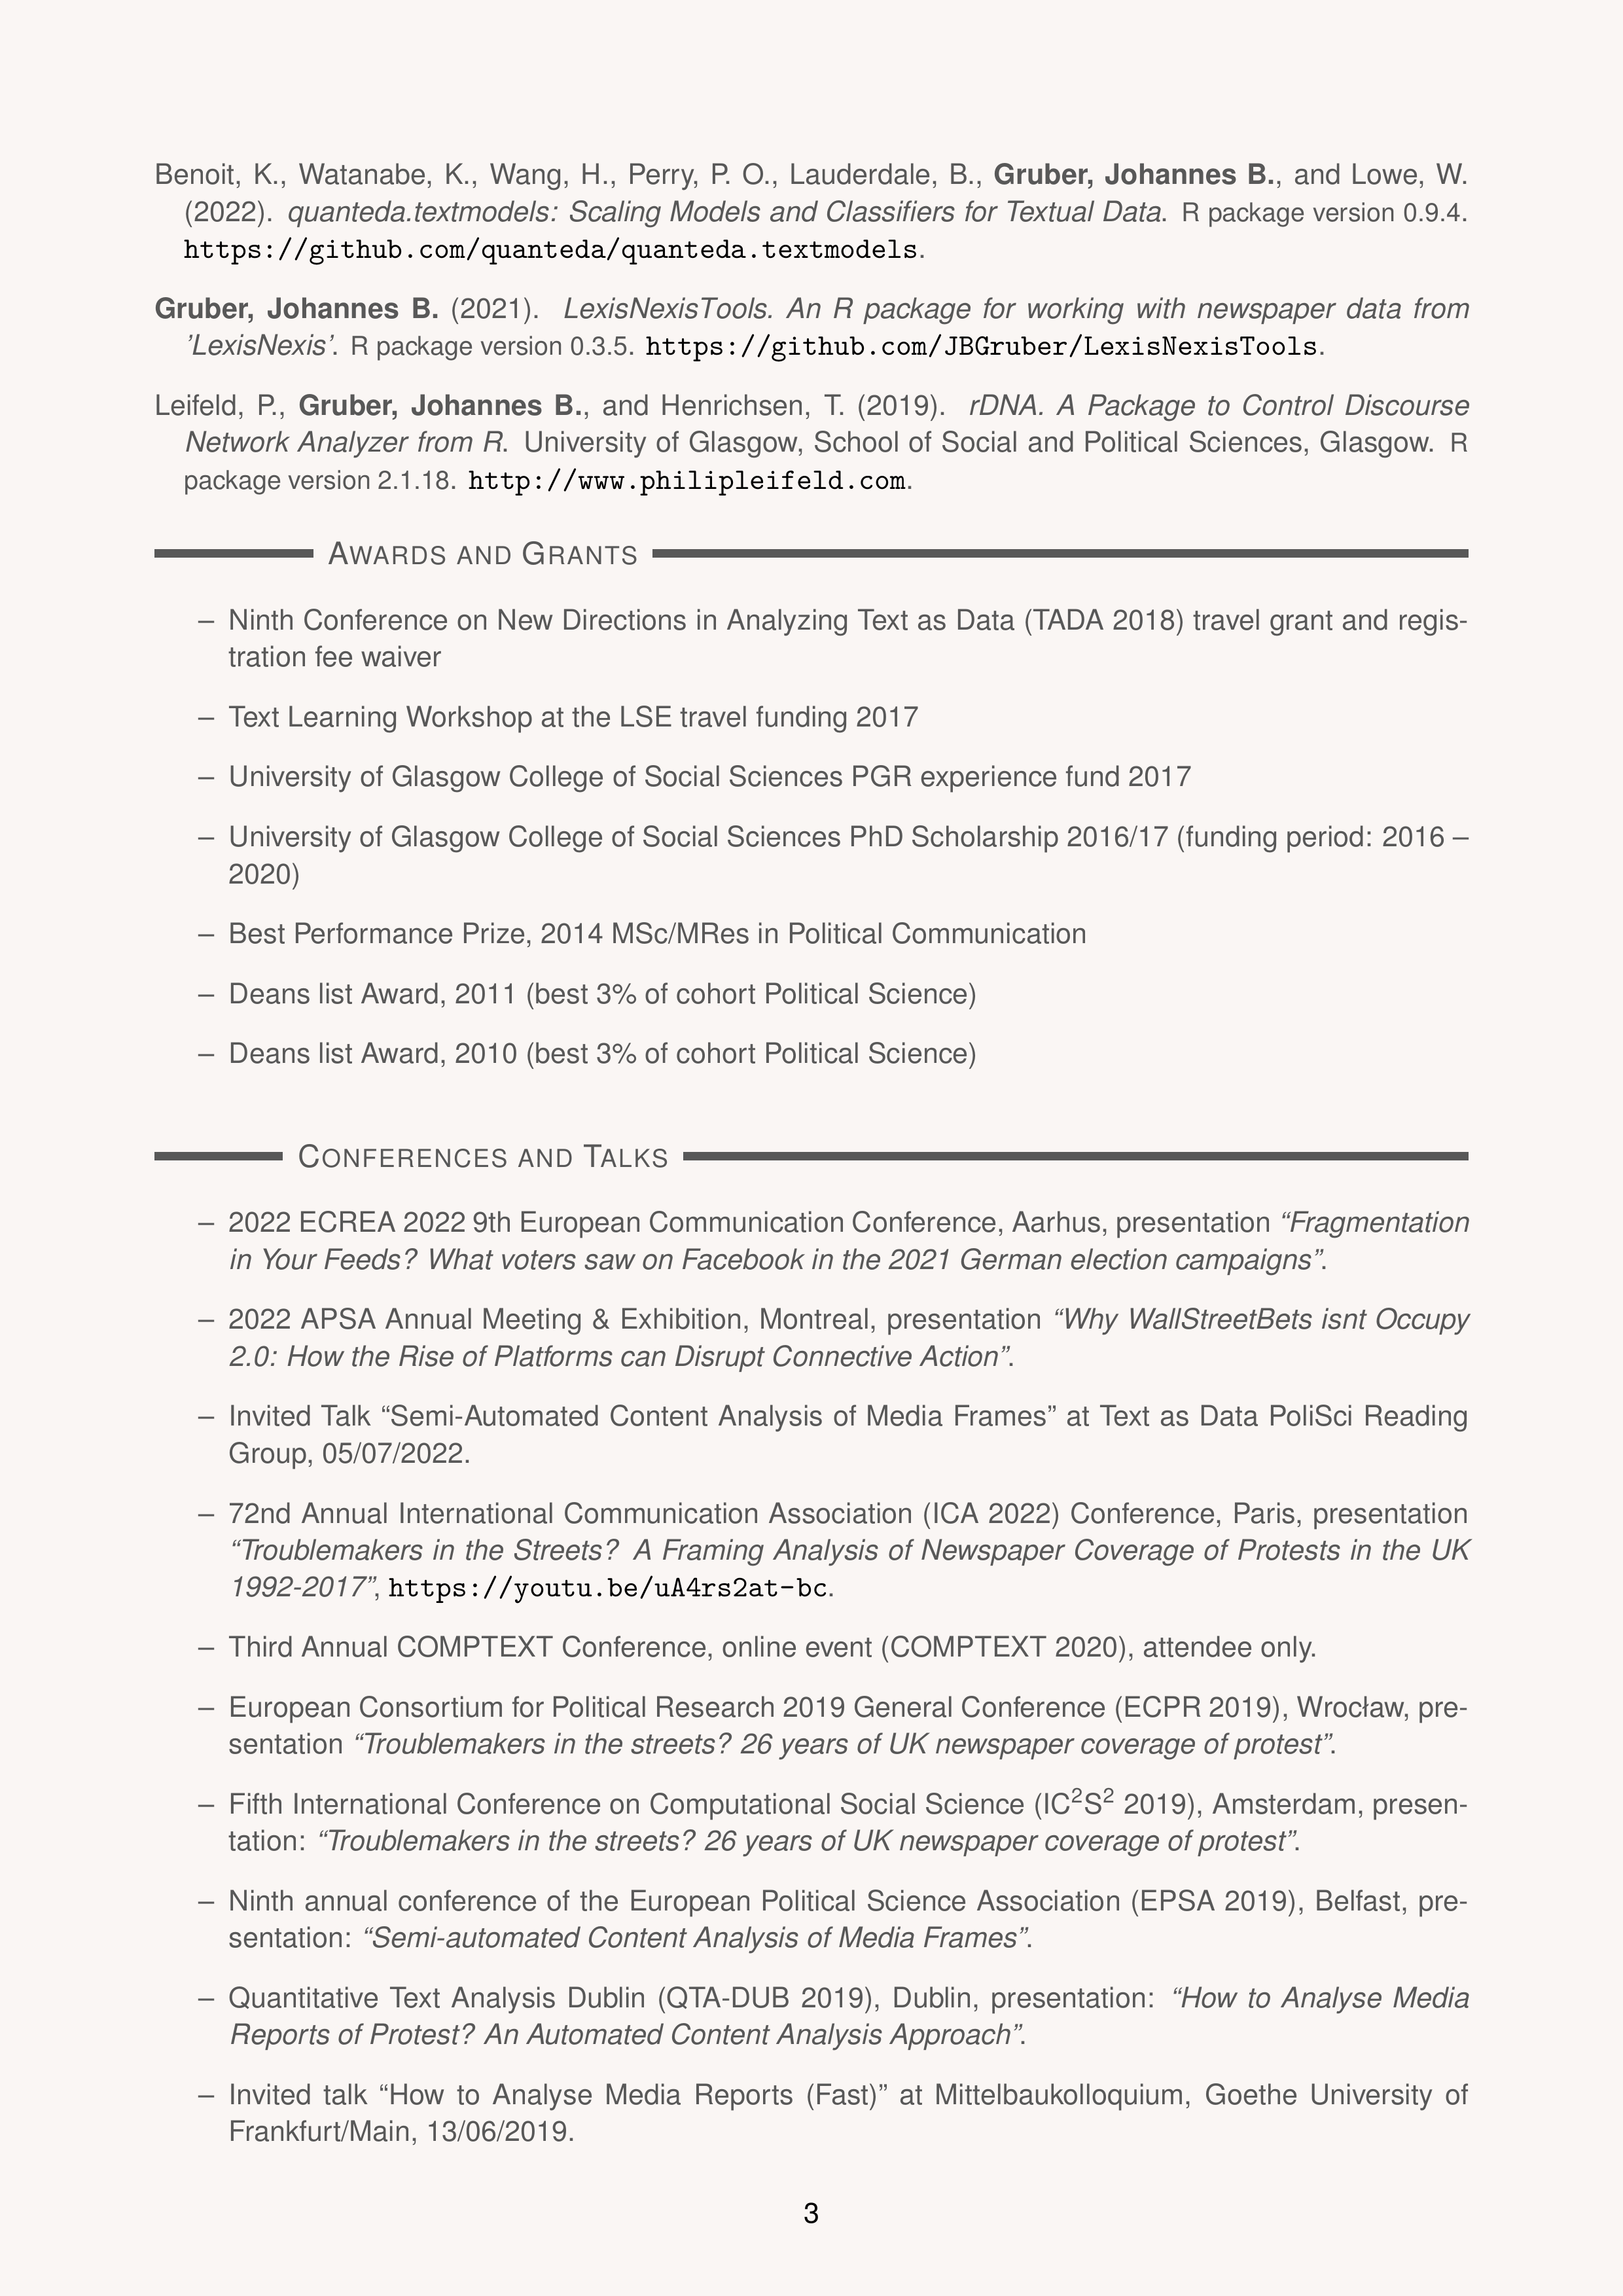 Benoit, K., Watanabe, K., Wang, H., Perry, P. O., Lauderdale, B., Gruber, Johannes B., and Lowe, W.
(2022). quanteda.textmodels: Scaling Models and Classifiers for Textual Data. R package version 0.9.4.
https://github.com/quanteda/quanteda.textmodels.
Gruber, Johannes B. (2021). LexisNexisTools. An R package for working with newspaper data from
'LexisNexis'. R package version 0.3.5. https://github.com/JBGruber/LexisNexisTools.
Leifeld, P., Gruber, Johannes B., and Henrichsen, T. (2019). rDNA. A Package to Control Discourse
Network Analyzer from R. University of Glasgow, School of Social and Political Sciences, Glasgow. R
package version 2.1.18. http://www.philipleifeld.com.
AWARDS AND GRANTS
– Ninth Conference on New Directions in Analyzing Text as Data (TADA 2018) travel grant and regis-
tration fee waiver
– Text Learning Workshop at the LSE travel funding 2017
– University of Glasgow College of Social Sciences PGR experience fund 2017
– University of Glasgow College of Social Sciences PhD Scholarship 2016/17 (funding period: 2016 –
2020)
– Best Performance Prize, 2014 MSc/MRes in Political Communication
– Deans list Award, 2011 (best 3% of cohort Political Science)
– Deans list Award, 2010 (best 3% of cohort Political Science)
CONFERENCES AND TALKS
– 2022 ECREA 2022 9th European Communication Conference, Aarhus, presentation “Fragmentation
in Your Feeds? What voters saw on Facebook in the 2021 German election campaigns”.
– 2022 APSA Annual Meeting & Exhibition, Montreal, presentation “Why WallStreetBets isnt Occupy
2.0: How the Rise of Platforms can Disrupt Connective Action”.
– Invited Talk “Semi-Automated Content Analysis of Media Frames” at Text as Data PoliSci Reading
Group, 05/07/2022.
– 72nd Annual International Communication Association (ICA 2022) Conference, Paris, presentation
“Troublemakers in the Streets? A Framing Analysis of Newspaper Coverage of Protests in the UK
1992-2017”, https://youtu.be/uA4rs2at-bc.
– Third Annual COMPTEXT Conference, online event (COMPTEXT 2020), attendee only.
– European Consortium for Political Research 2019 General Conference (ECPR 2019), Wrocław, pre-
sentation “Troublemakers in the streets? 26 years of UK newspaper coverage of protest”.
– Fifth International Conference on Computational Social Science (IC²S² 2019), Amsterdam, presen-
tation: “Troublemakers in the streets? 26 years of UK newspaper coverage of protest”.
– Ninth annual conference of the European Political Science Association (EPSA 2019), Belfast, pre-
sentation: “Semi-automated Content Analysis of Media Frames”.
– Quantitative Text Analysis Dublin (QTA-DUB 2019), Dublin, presentation: “How to Analyse Media
Reports of Protest? An Automated Content Analysis Approach”.
– Invited talk “How to Analyse Media Reports (Fast)” at Mittelbaukolloquium, Goethe University of
Frankfurt/Main, 13/06/2019.
3